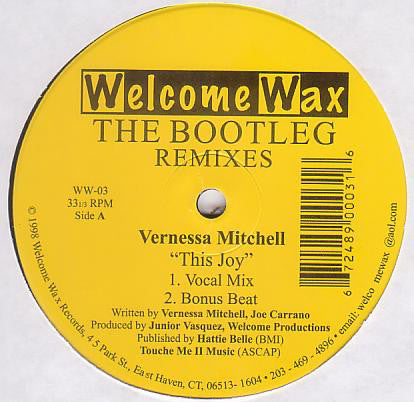 Welcome Wax
THE BOOTLEG
REMIXES
WW-03
33 1/3 RPM
Side A
Vernessa Mitchell
“This Joy”
1. Vocal Mix
2. Bonus Beat
Written by Vernessa Mitchell, Joe Carrano
Produced by Junior Vasquez, Welcome Productions
Published by Hattie Belle (BMI)
Touche Me II Music (ASCAP)
6 72489 00031 6
© 1998 Welcome Wax Records, 45 Park St., East Haven, CT, 06513-1604 • 203-469-4896 • email: welcomewax@aol.com